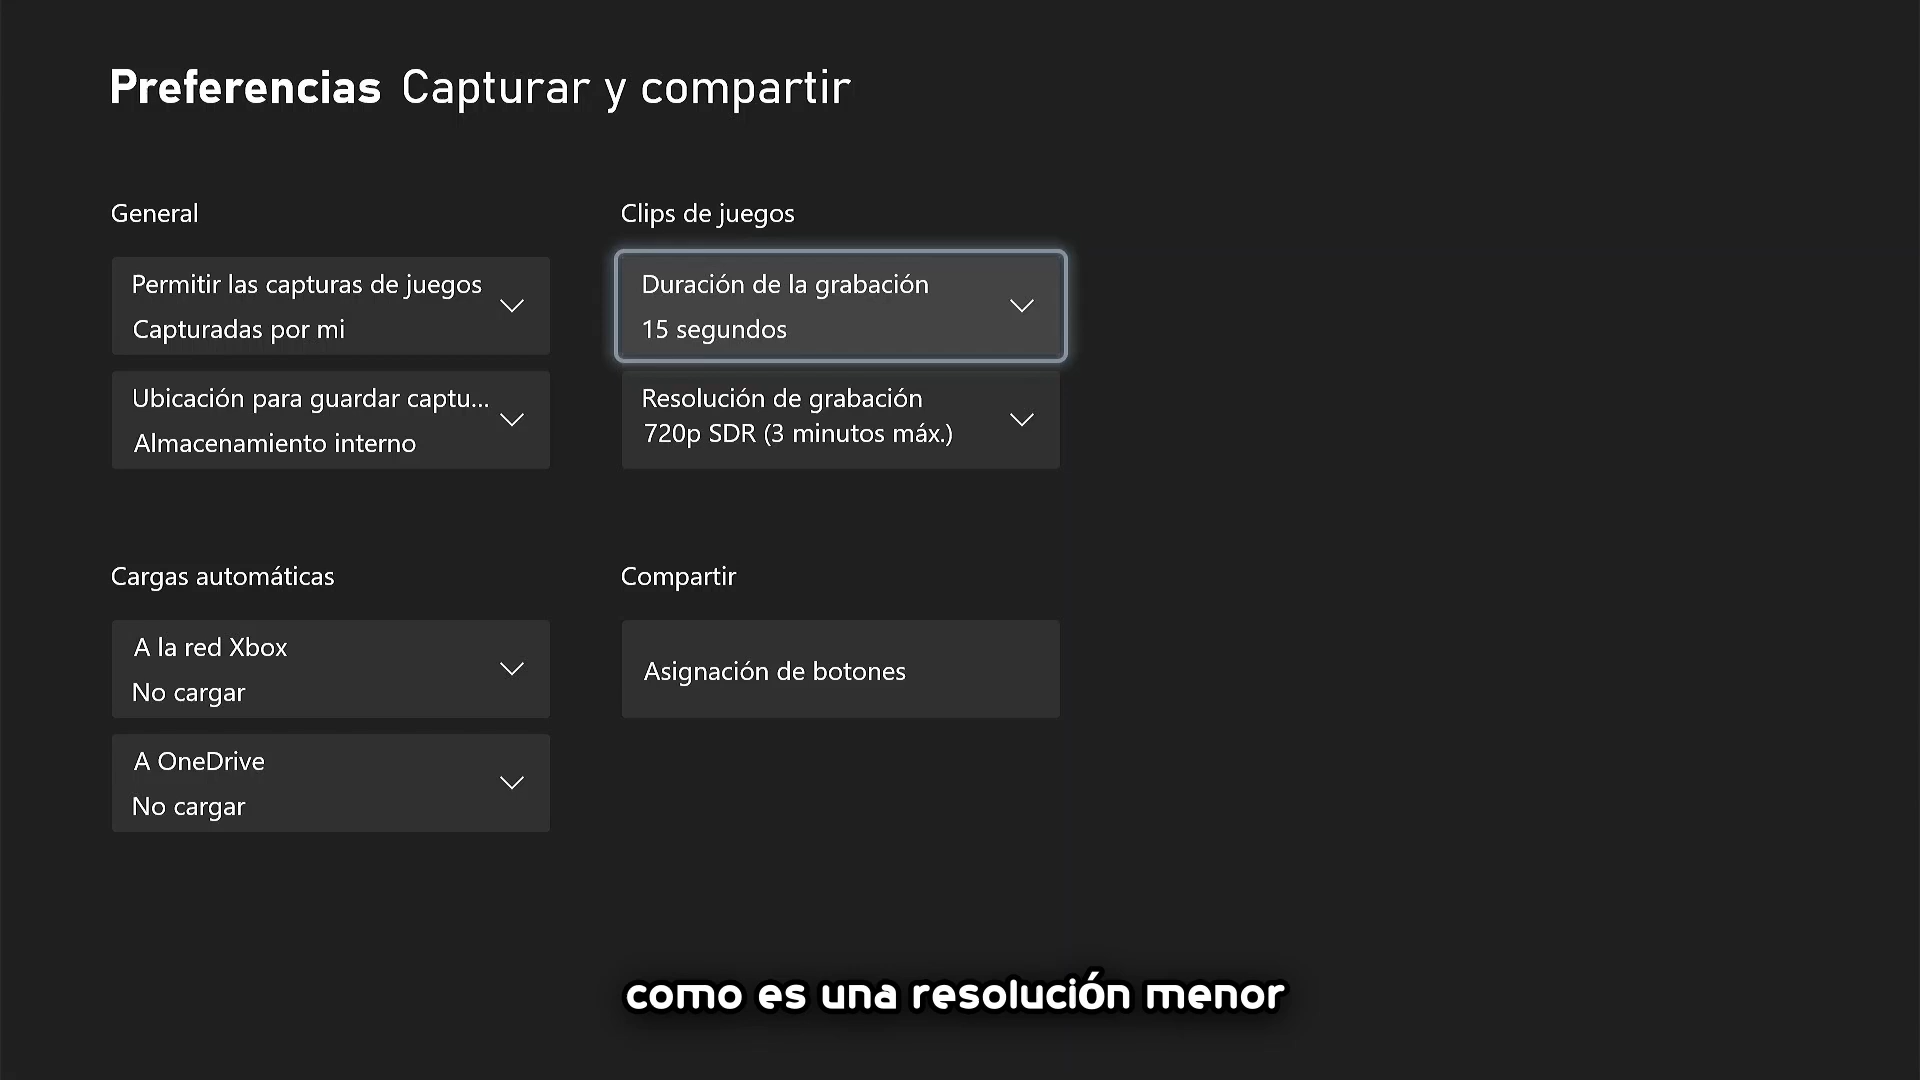 Preferencias Capturar y compartir
General
Permitir las capturas de juegos
Capturadas por mi
Ubicación para guardar captu...
Almacenamiento interno
Clips de juegos
Duración de la grabación
15 segundos
Resolución de grabación
720p SDR (3 minutos máx.)
Cargas automáticas
A la red Xbox
No cargar
A OneDrive
No cargar
Compartir
Asignación de botones
como es una resolución menor